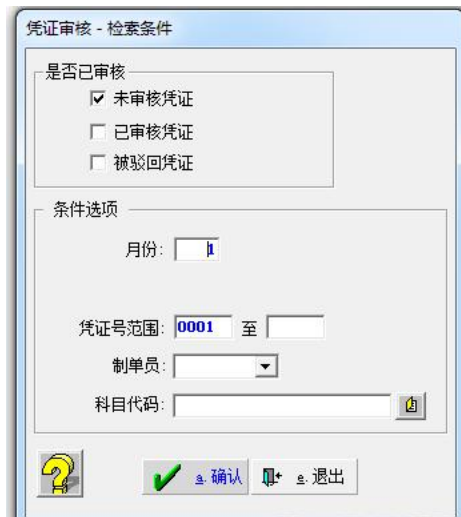 凭证审核 - 检索条件
是否已审核
未审核凭证
已审核凭证
被驳回凭证
条件选项
月份: 1
凭证号范围: 0001 至
制单员:
科目代码:
a.确认 e.退出